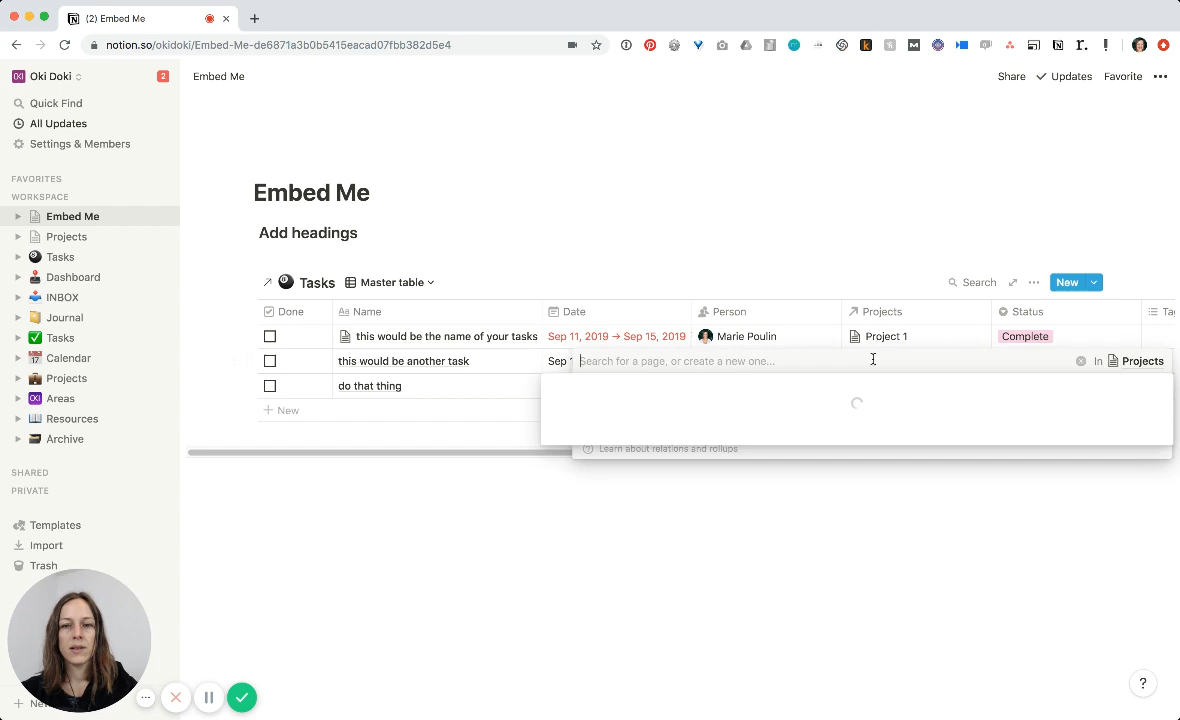 (2) Embed Me
notion.so/okidoki/Embed-Me-de6871a3b0b5415eacad07fbb382d5e4
Oki Doki
2
Embed Me
Share
Updates
Favorite
Quick Find
All Updates
Settings & Members
FAVORITES
WORKSPACE
Embed Me
Projects
Tasks
Dashboard
INBOX
Journal
Tasks
Calendar
Projects
Areas
Resources
Archive
SHARED
PRIVATE
Templates
Import
Trash
Embed Me
Add headings
Tasks
Master table
Search
New
Done
Name
Date
Person
Projects
Status
this would be the name of your tasks
Sep 11, 2019 → Sep 15, 2019
Marie Poulin
Project 1
Complete
this would be another task
Sep 1
Search for a page, or create a new one...
In
Projects
do that thing
New
Learn about relations and rollups
?